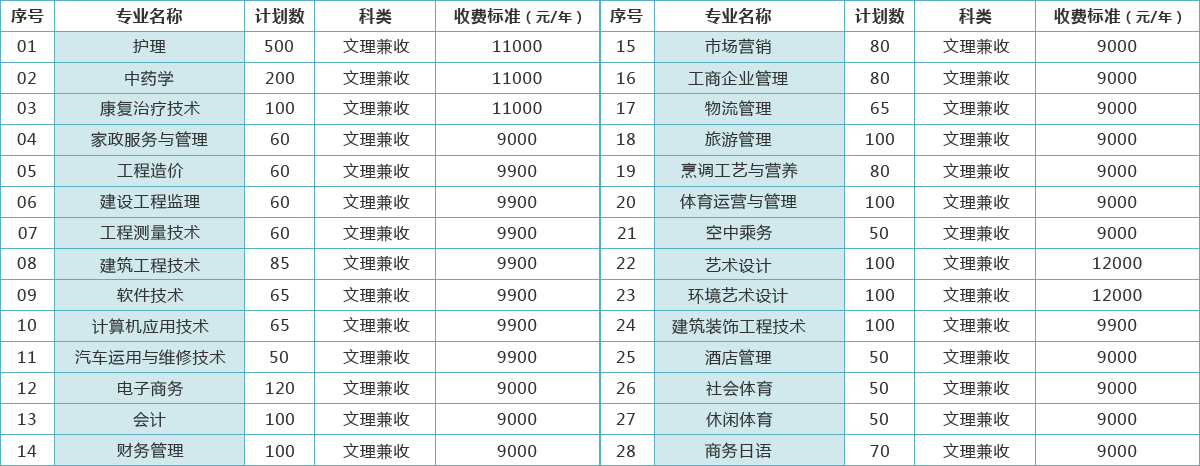 序号 专业名称 计划数 科类 收费标准（元/年） 序号 专业名称 计划数 科类 收费标准（元/年）
01 护理 500 文理兼收 11000 15 市场营销 80 文理兼收 9000
02 中药学 200 文理兼收 11000 16 工商企业管理 80 文理兼收 9000
03 康复治疗技术 100 文理兼收 11000 17 物流管理 65 文理兼收 9000
04 家政服务与管理 60 文理兼收 9000 18 旅游管理 100 文理兼收 9000
05 工程造价 60 文理兼收 9900 19 烹调工艺与营养 80 文理兼收 9000
06 建设工程监理 60 文理兼收 9900 20 体育运营与管理 100 文理兼收 9000
07 工程测量技术 60 文理兼收 9900 21 空中乘务 50 文理兼收 9000
08 建筑工程技术 85 文理兼收 9900 22 艺术设计 100 文理兼收 12000
09 软件技术 65 文理兼收 9900 23 环境艺术设计 100 文理兼收 12000
10 计算机应用技术 65 文理兼收 9900 24 建筑装饰工程技术 100 文理兼收 9900
11 汽车运用与维修技术 50 文理兼收 9900 25 酒店管理 50 文理兼收 9000
12 电子商务 120 文理兼收 9000 26 社会体育 50 文理兼收 9000
13 会计 100 文理兼收 9000 27 休闲体育 50 文理兼收 9000
14 财务管理 100 文理兼收 9000 28 商务日语 70 文理兼收 9000